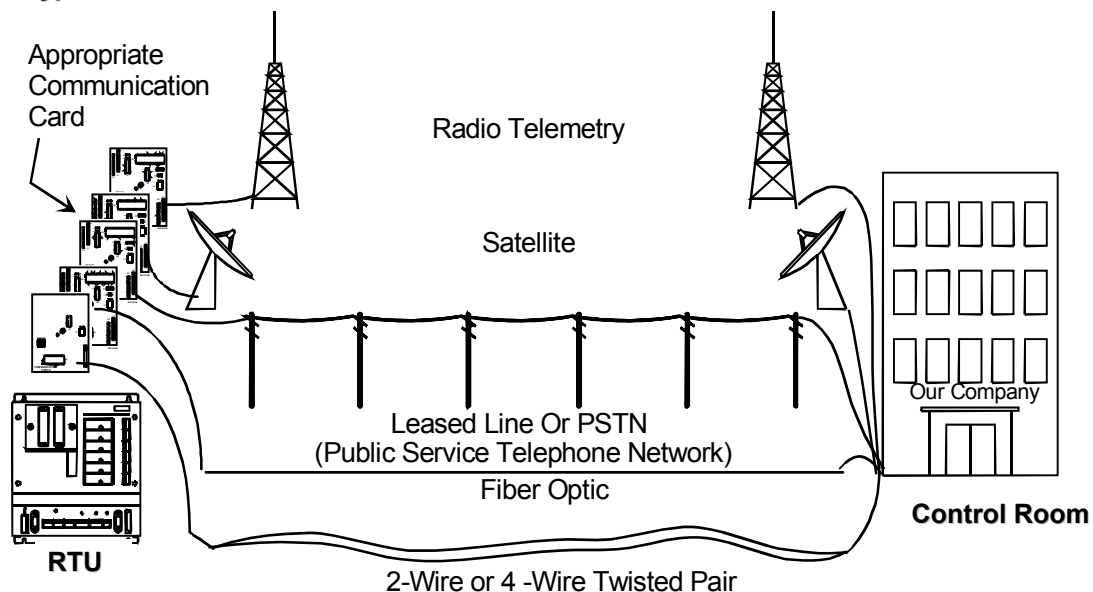 Appropriate
Communication
Card
Radio Telemetry
Satellite
Our Company
Leased Line Or PSTN
(Public Service Telephone Network)
Fiber Optic
Control Room
RTU
2-Wire or 4 -Wire Twisted Pair